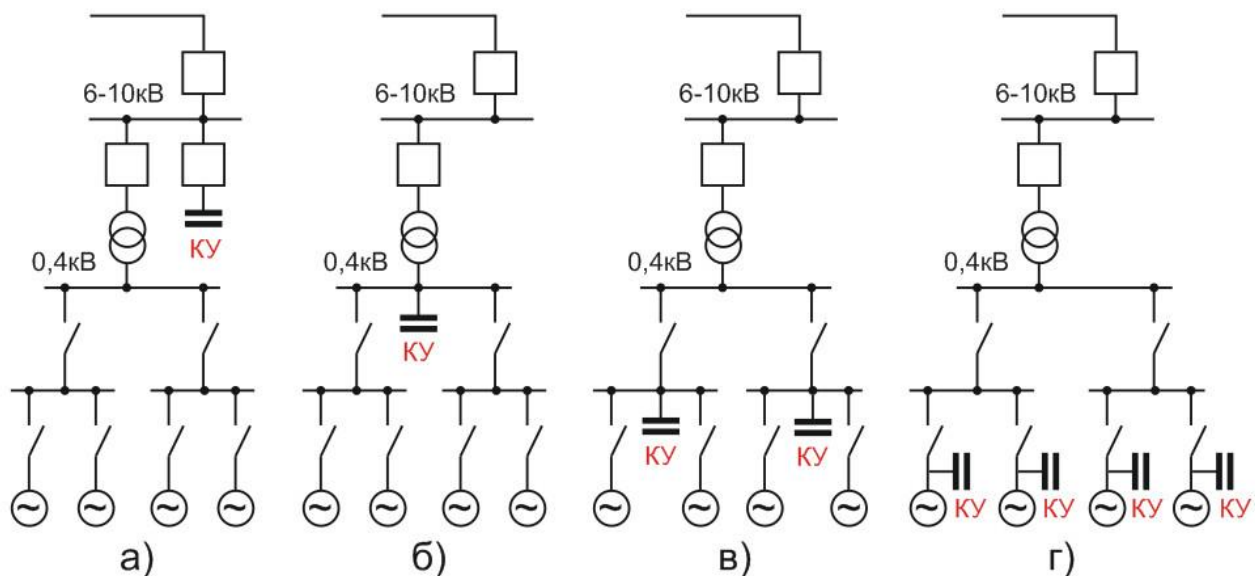 6-10кВ 6-10кВ 6-10кВ 6-10кВ
КУ
0,4кВ 0,4кВ 0,4кВ 0,4кВ
КУ
КУ КУ
КУ КУ КУ КУ
а) б) в) г)